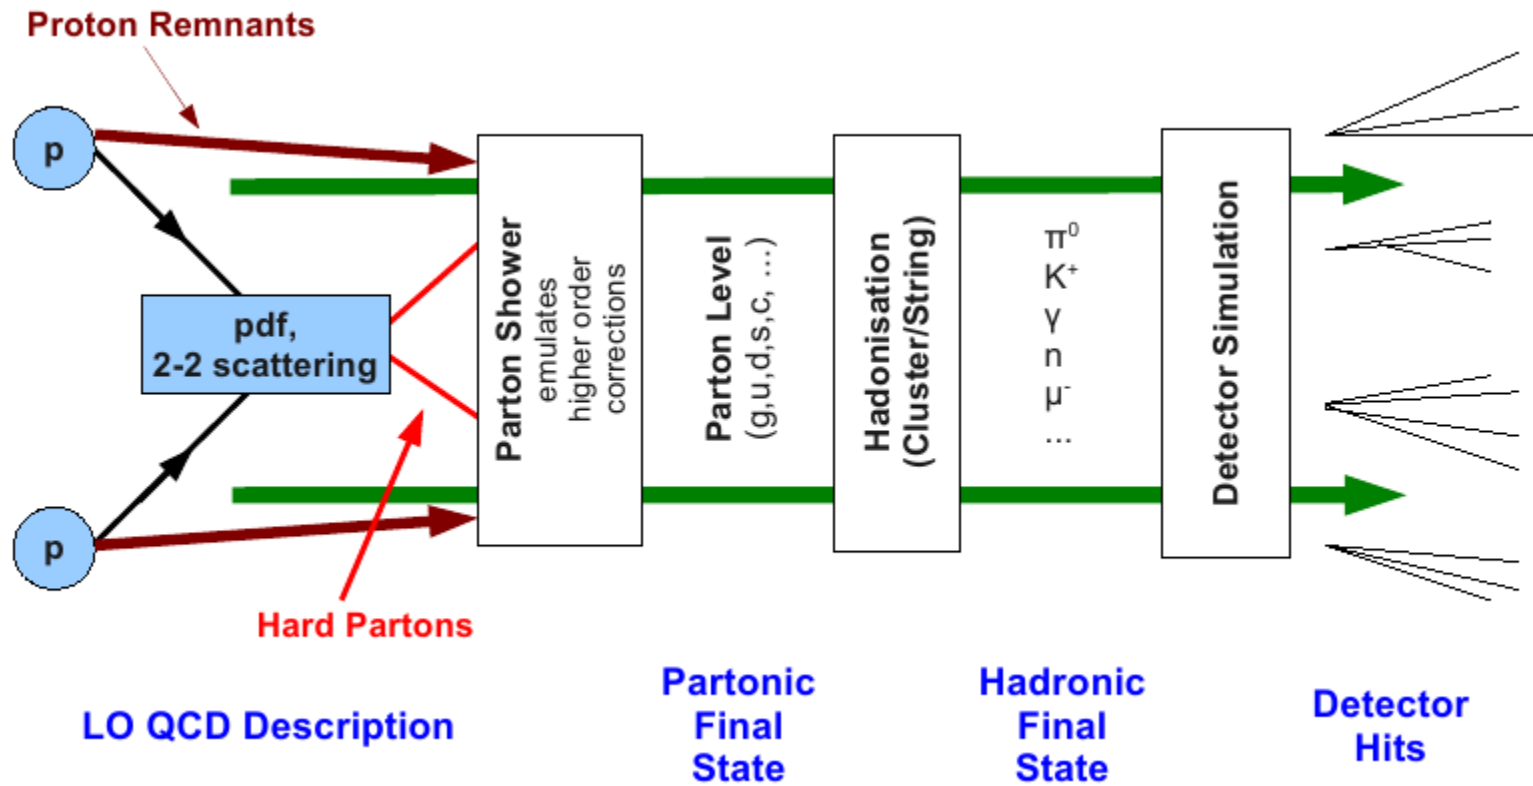 Proton Remnants
p
pdf,
2-2 scattering
p
Hard Partons
Parton Shower
emulates
higher order
corrections
Parton Level
(g,u,d,s,c, ...)
Hadonisation
(Cluster/String)
π⁰
K⁺
γ
n
μ⁻
...
Detector Simulation
LO QCD Description
Partonic
Final
State
Hadronic
Final
State
Detector
Hits